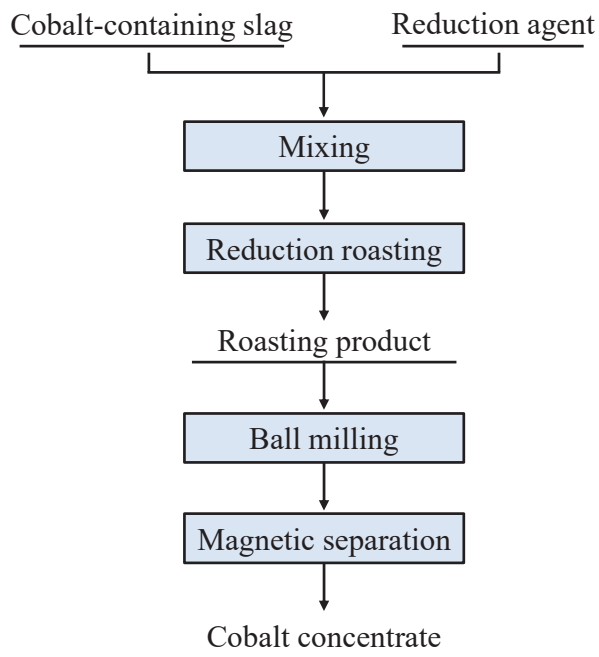 Cobalt-containing slag
Reduction agent
Mixing
Reduction roasting
Roasting product
Ball milling
Magnetic separation
Cobalt concentrate